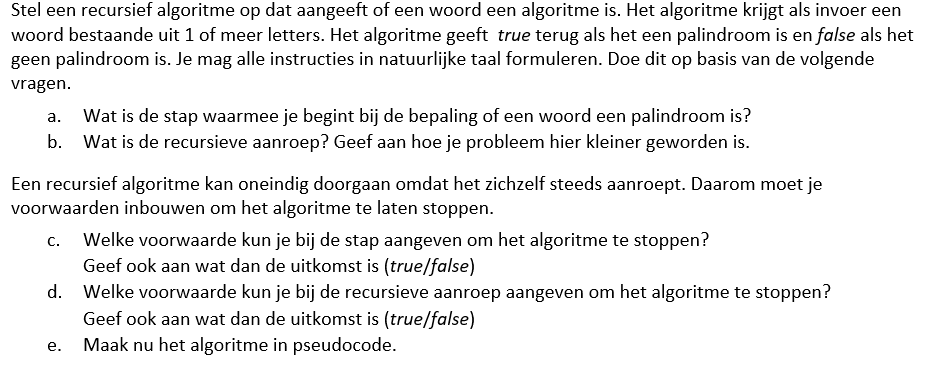 Stel een recursief algoritme op dat aangeeft of een woord een algoritme is. Het algoritme krijgt als invoer een
woord bestaande uit 1 of meer letters. Het algoritme geeft true terug als het een palindroom is en false als het
geen palindroom is. Je mag alle instructies in natuurlijke taal formuleren. Doe dit op basis van de volgende
vragen.
a. Wat is de stap waarmee je begint bij de bepaling of een woord een palindroom is?
b. Wat is de recursieve aanroep? Geef aan hoe je probleem hier kleiner geworden is.
Een recursief algoritme kan oneindig doorgaan omdat het zichzelf steeds aanroept. Daarom moet je
voorwaarden inbouwen om het algoritme te laten stoppen.
c. Welke voorwaarde kun je bij de stap aangeven om het algoritme te stoppen?
Geef ook aan wat dan de uitkomst is (true/false)
d. Welke voorwaarde kun je bij de recursieve aanroep aangeven om het algoritme te stoppen?
Geef ook aan wat dan de uitkomst is (true/false)
e. Maak nu het algoritme in pseudocode.